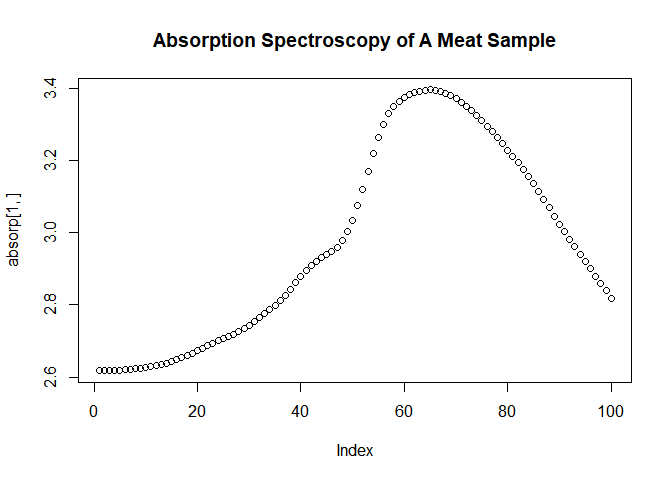 Absorption Spectroscopy of A Meat Sample
absorp[1, ]
3.4
3.2
3.0
2.8
2.6
0 20 40 60 80 100
Index